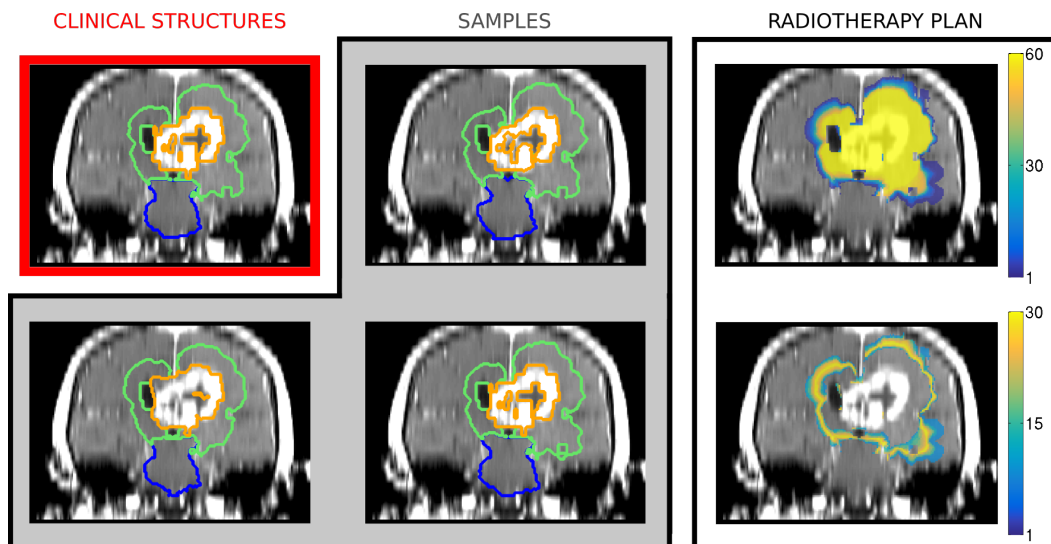 CLINICAL STRUCTURES
SAMPLES
RADIOTHERAPY PLAN
60
30
1
30
15
1